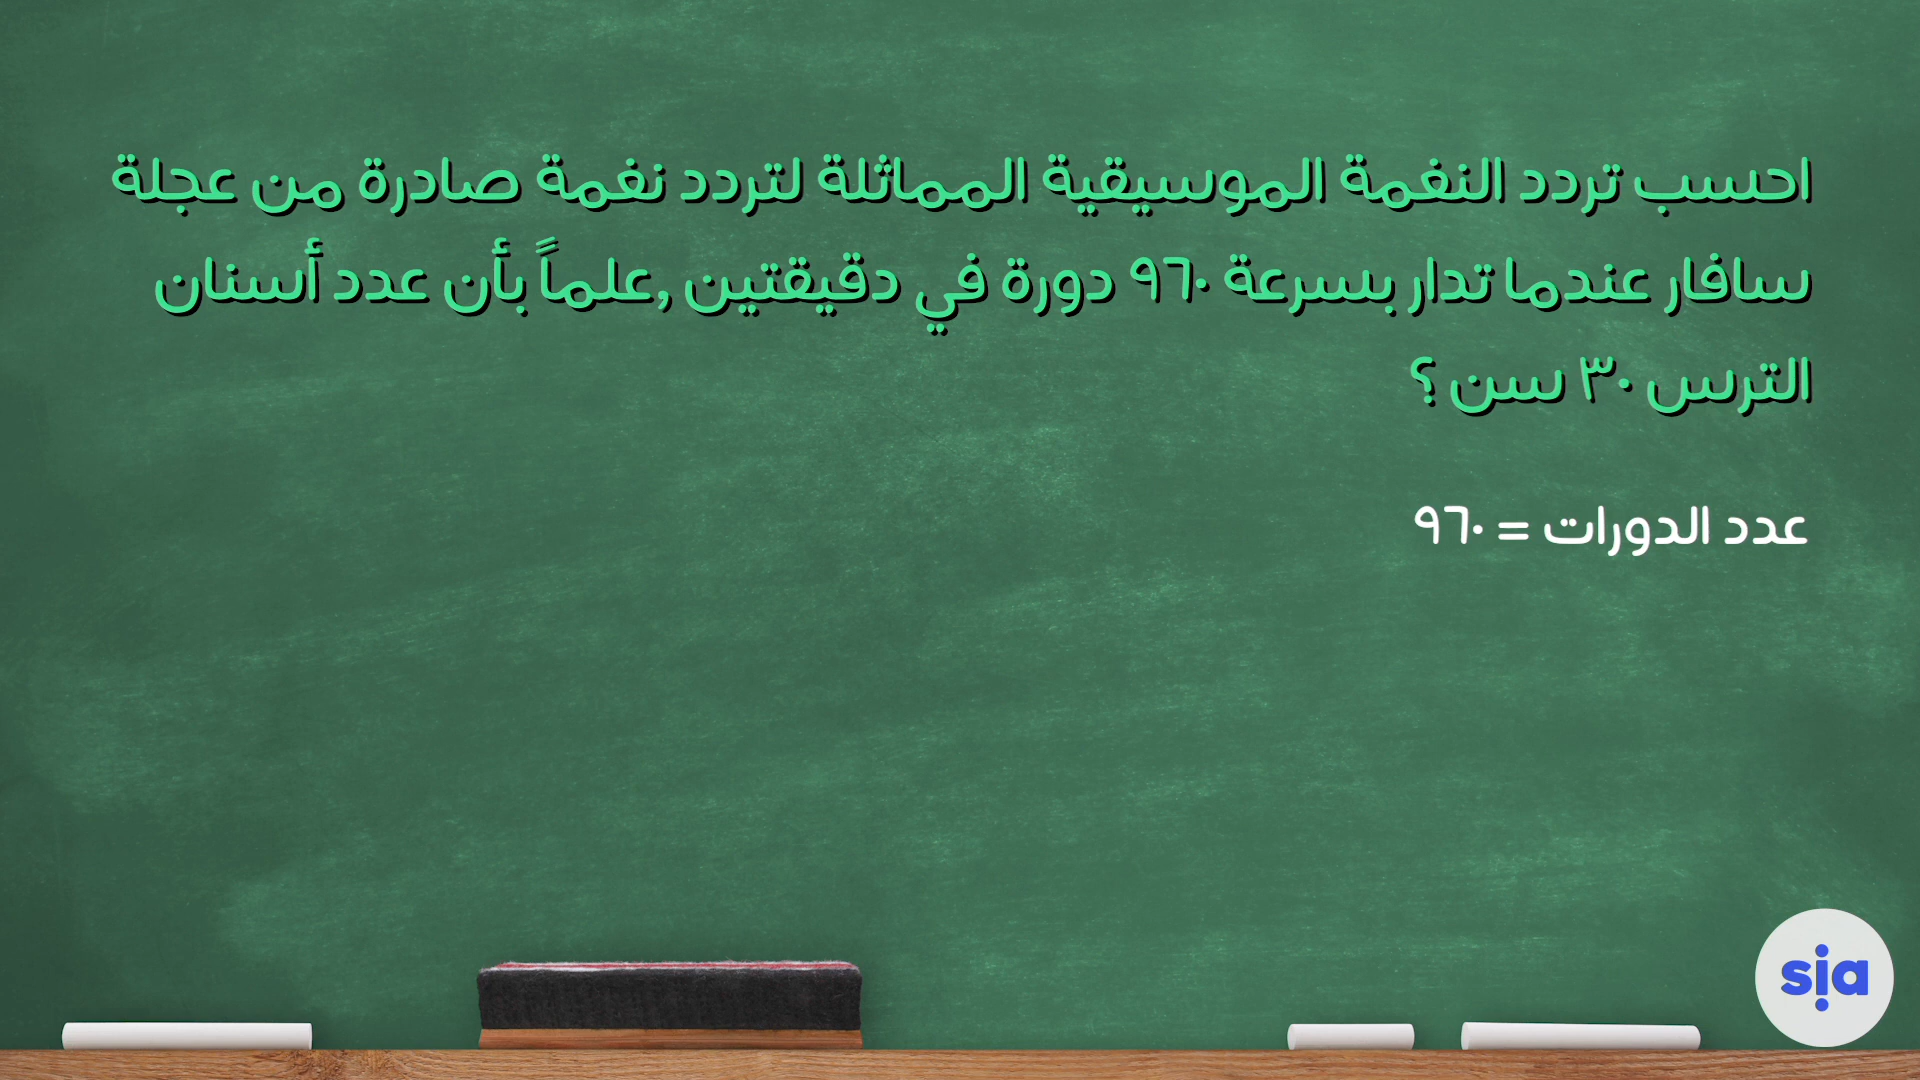 احسب تردد النغمة الموسيقية المماثلة لتردد نغمة صادرة من عجلة
سافار عندما تدار بسرعة ٩٦٠ دورة في دقيقتين ,علماً بأن عدد أسنان
الترس ٣٠ سن ؟
عدد الدورات = ٩٦٠
sia